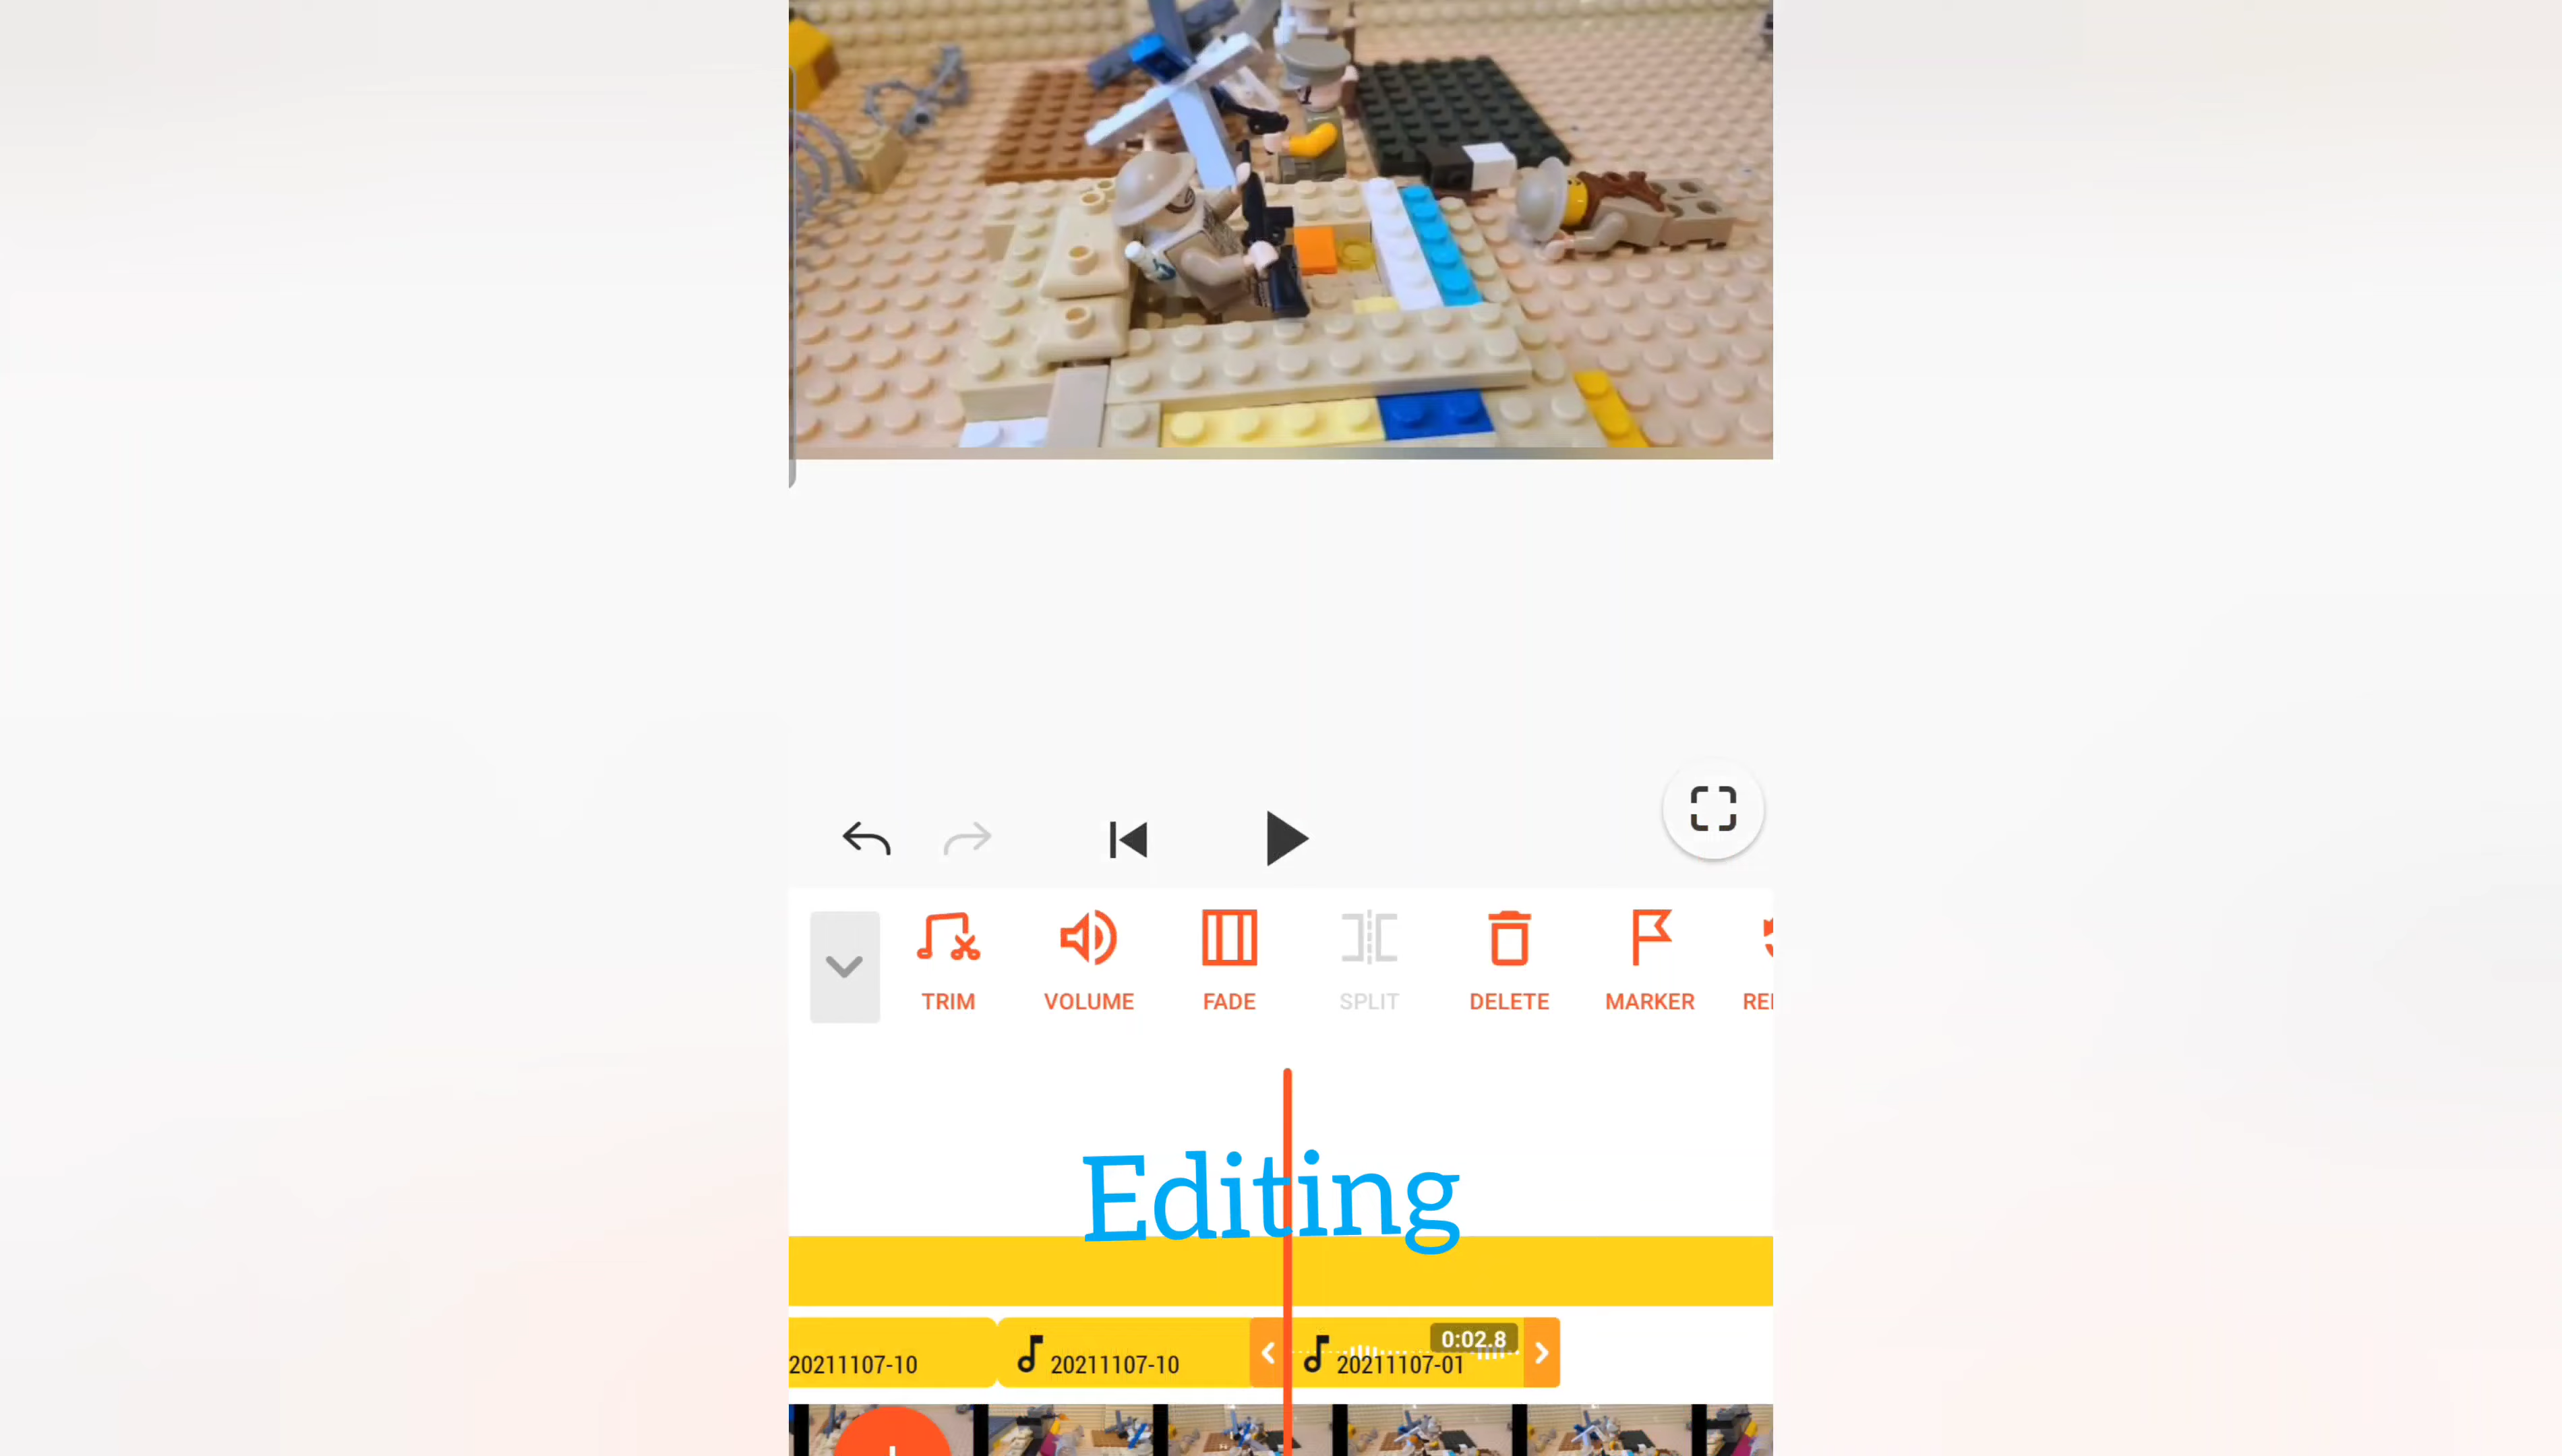 TRIM VOLUME FADE SPLIT DELETE MARKER
Editing
0:02.8
20211107-10 20211107-10 20211107-01